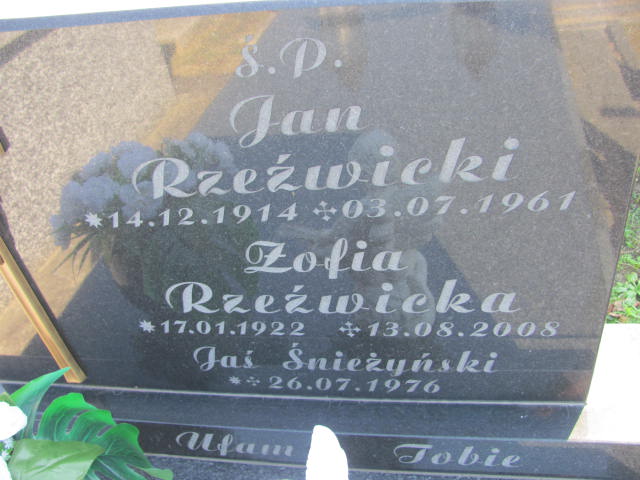 Ś.P.
Jan
Rzeźwicki
*14.12.1914 ✢03.07.1961
Zofia
Rzeźwicka
*17.01.1922 ✢13.08.2008
Jaś Śnieżyński
*✢26.07.1976
Ufam Tobie